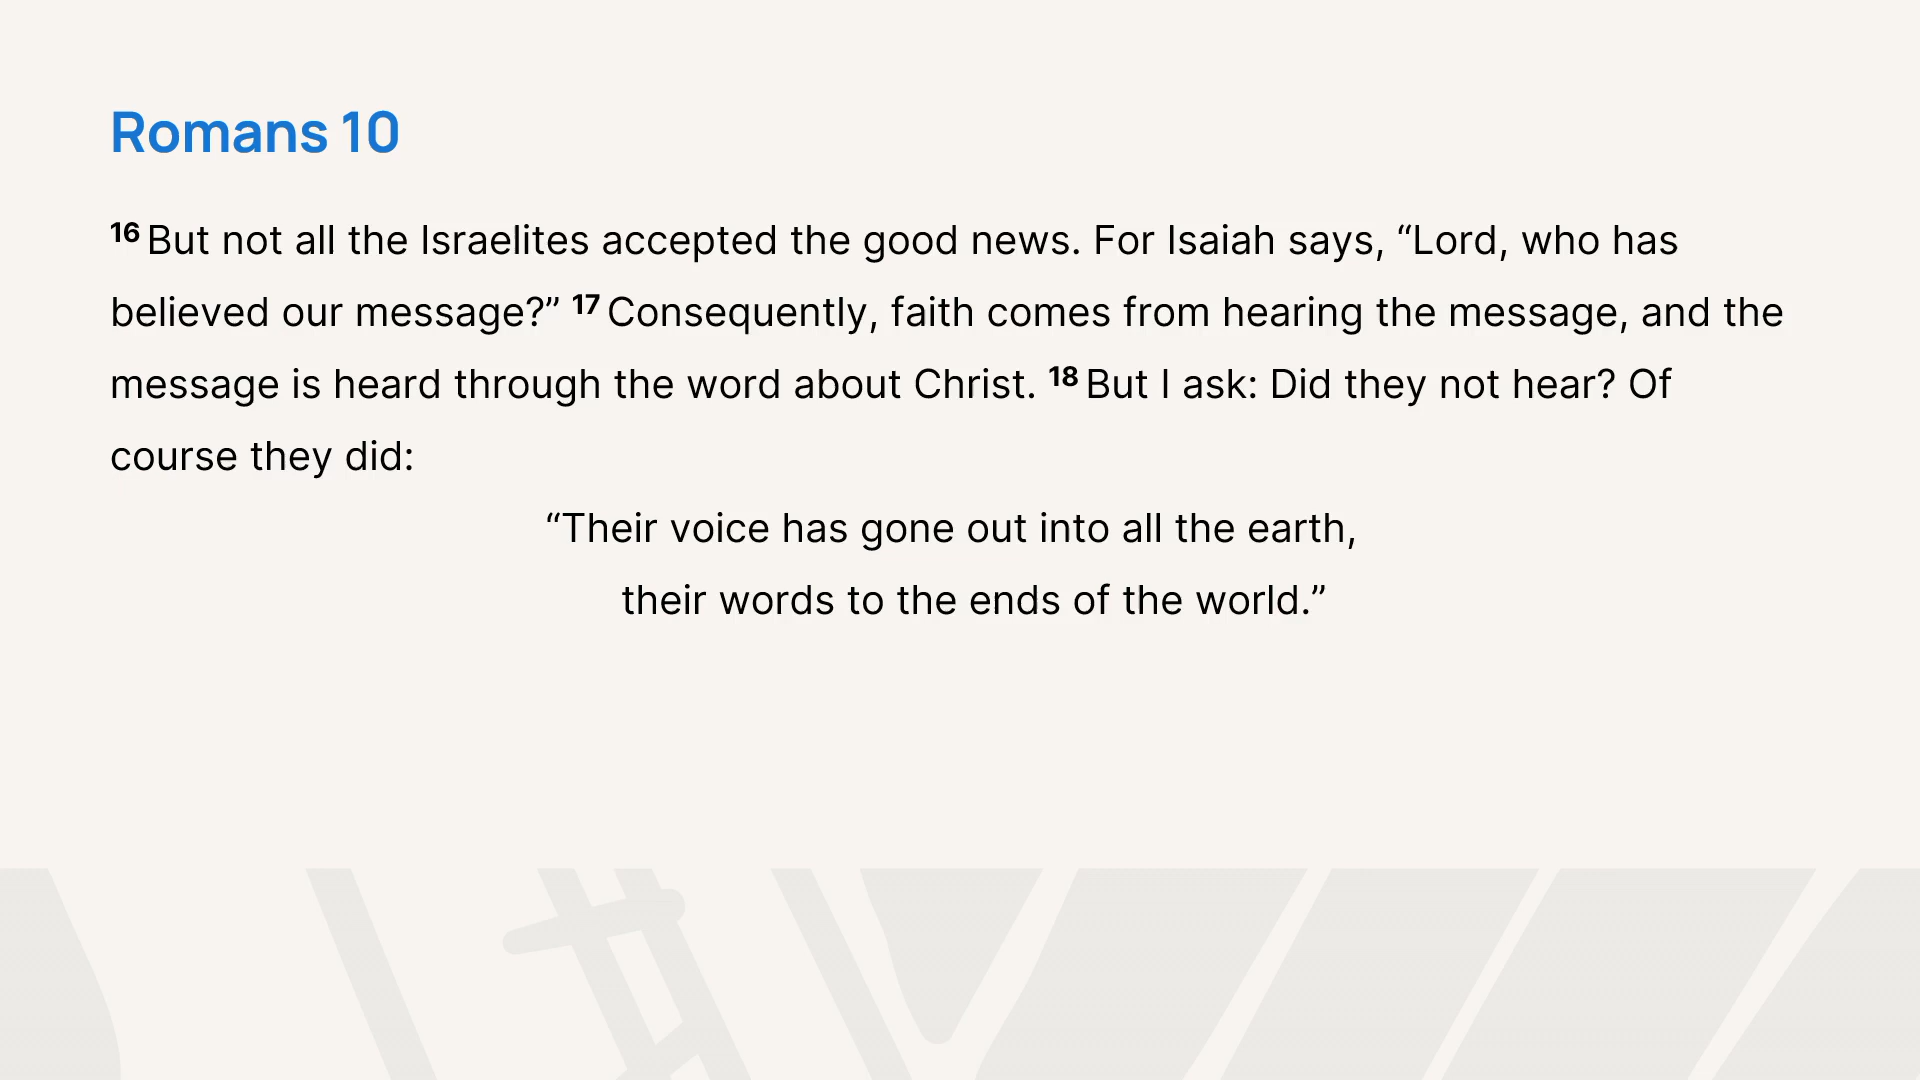 Romans 10
16 But not all the Israelites accepted the good news. For Isaiah says, “Lord, who has
believed our message?” 17 Consequently, faith comes from hearing the message, and the
message is heard through the word about Christ. 18 But I ask: Did they not hear? Of
course they did:
“Their voice has gone out into all the earth,
their words to the ends of the world.”